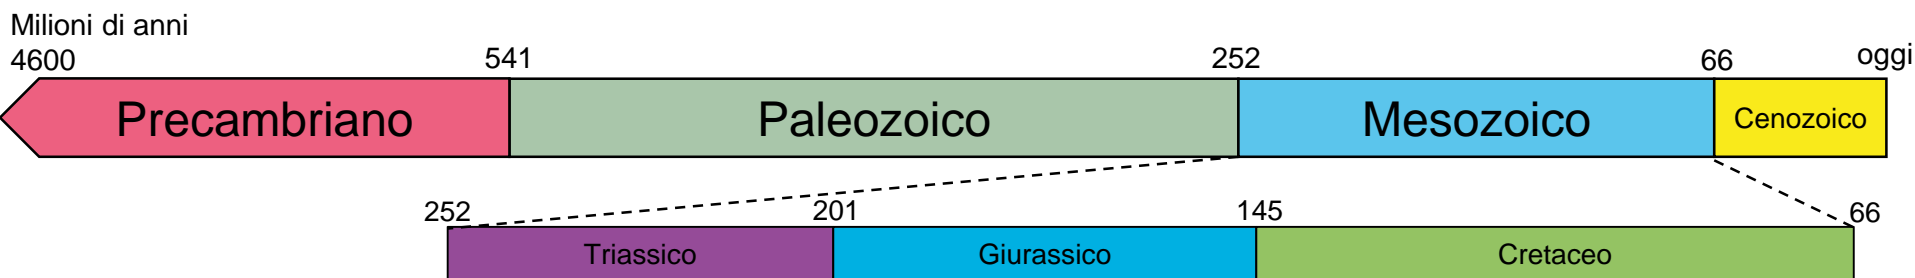 Milioni di anni
4600 541 252 66 oggi
Precambriano Paleozoico Mesozoico Cenozoico
252 201 145 66
Triassico Giurassico Cretaceo